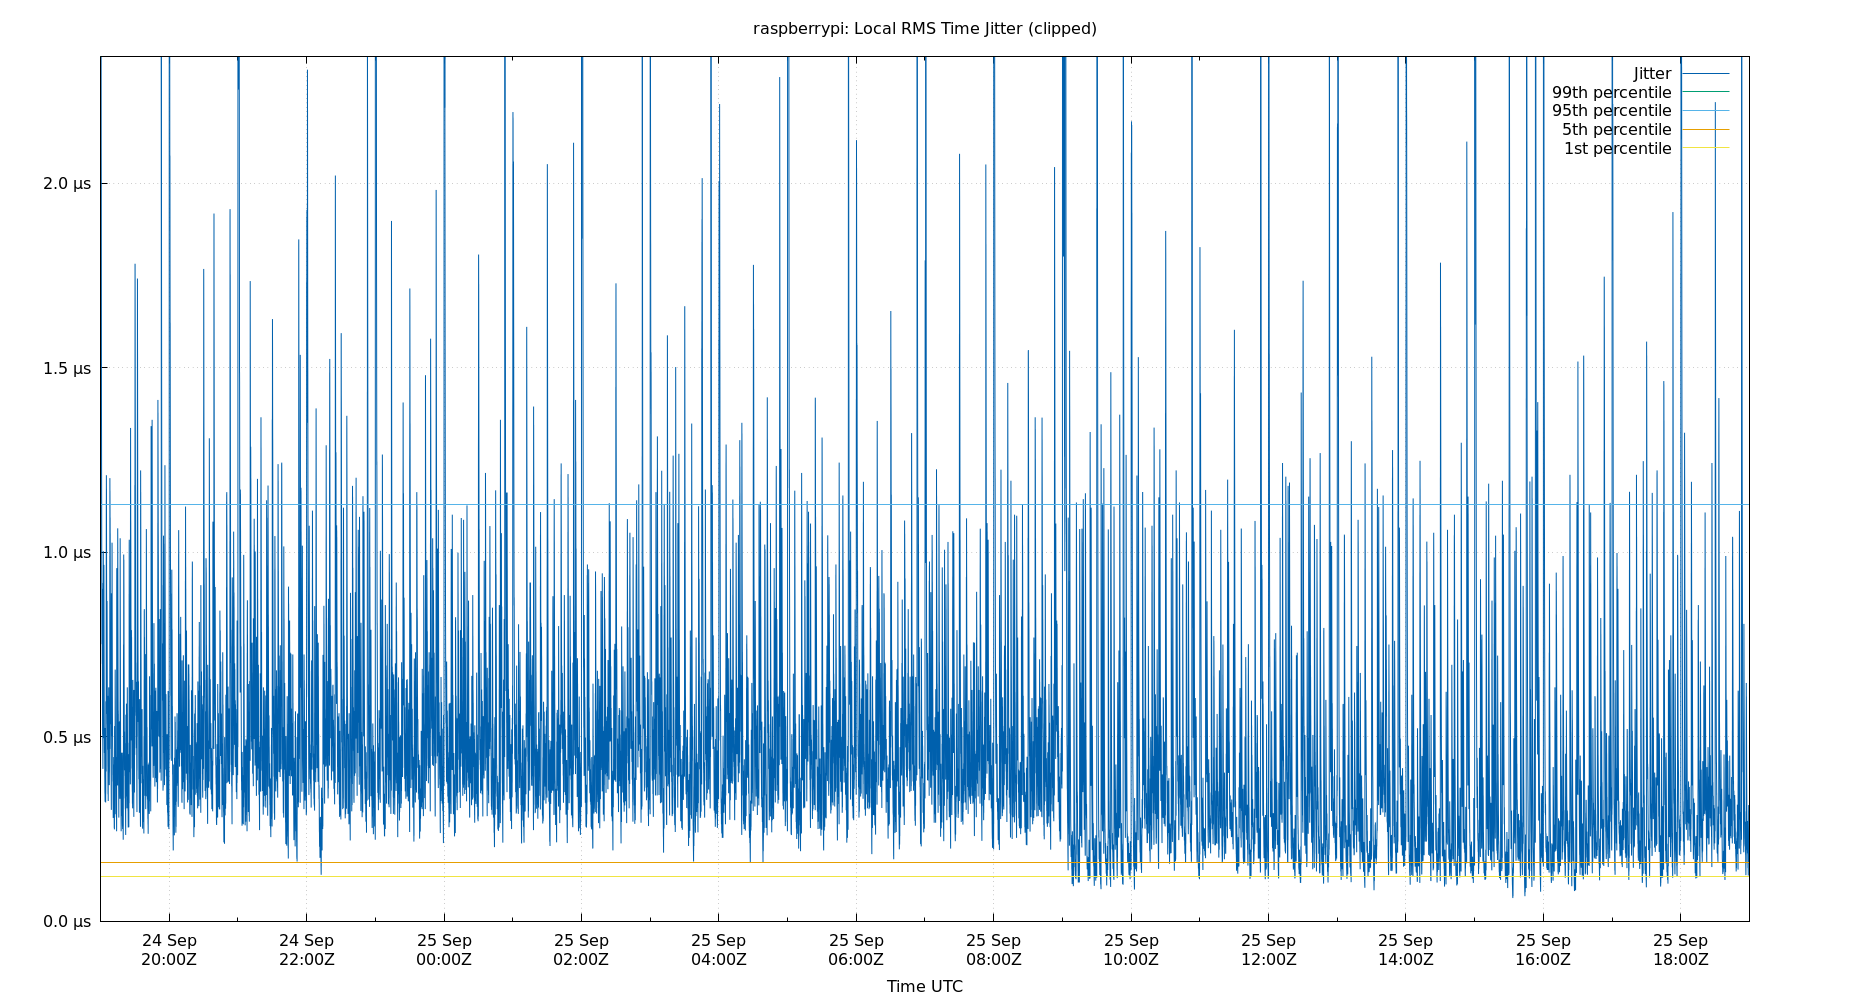 raspberrypi: Local RMS Time Jitter (clipped)
Jitter
99th percentile
95th percentile
5th percentile
1st percentile
2.0 μs
1.5 μs
1.0 μs
0.5 μs
0.0 μs
24 Sep 24 Sep 25 Sep 25 Sep 25 Sep 25 Sep 25 Sep 25 Sep 25 Sep 25 Sep 25 Sep 25 Sep
20:00Z 22:00Z 00:00Z 02:00Z 04:00Z 06:00Z 08:00Z 10:00Z 12:00Z 14:00Z 16:00Z 18:00Z
Time UTC